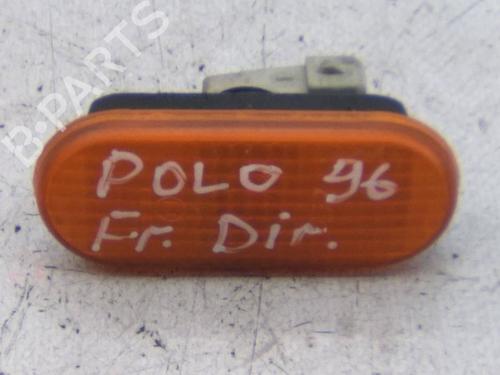 B-PARTS
POLO 96
Fr. Dir.